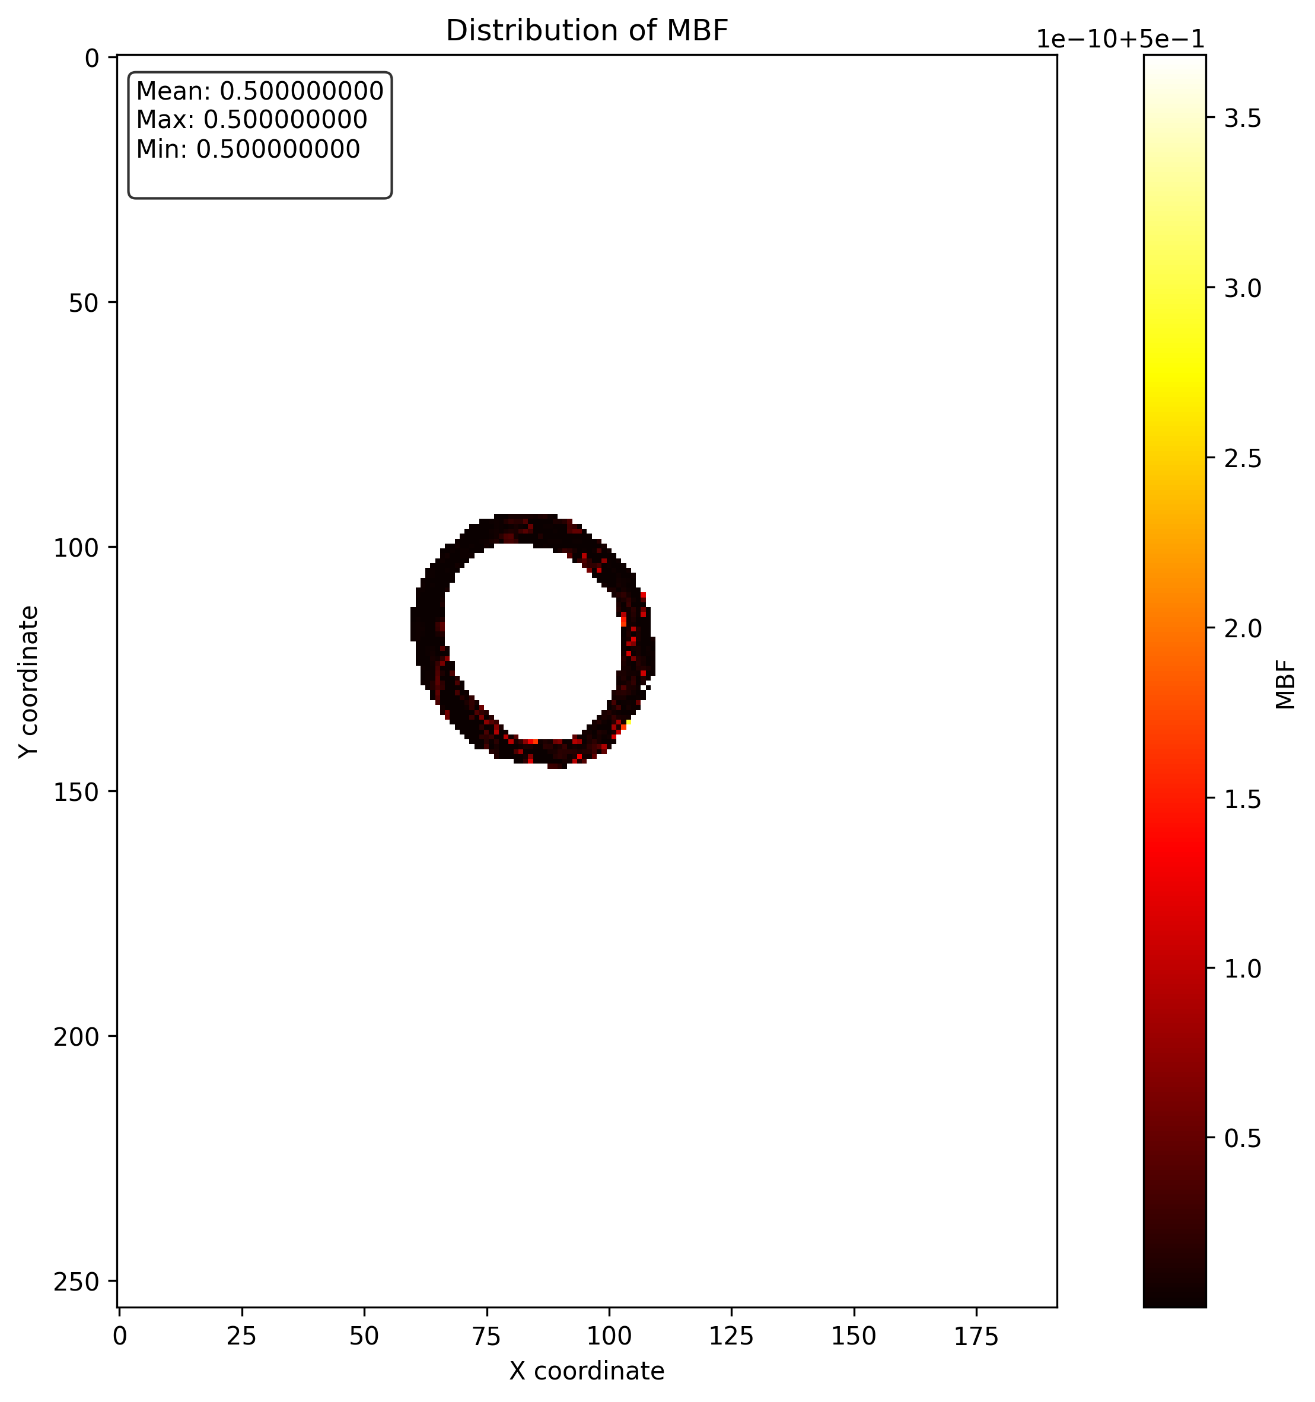 Distribution of MBF
1e−10+5e−1
Mean: 0.500000000
Max: 0.500000000
Min: 0.500000000
0
50
100
150
200
250
Y coordinate
0 25 50 75 100 125 150 175
X coordinate
3.5
3.0
2.5
2.0
1.5
1.0
0.5
MBF